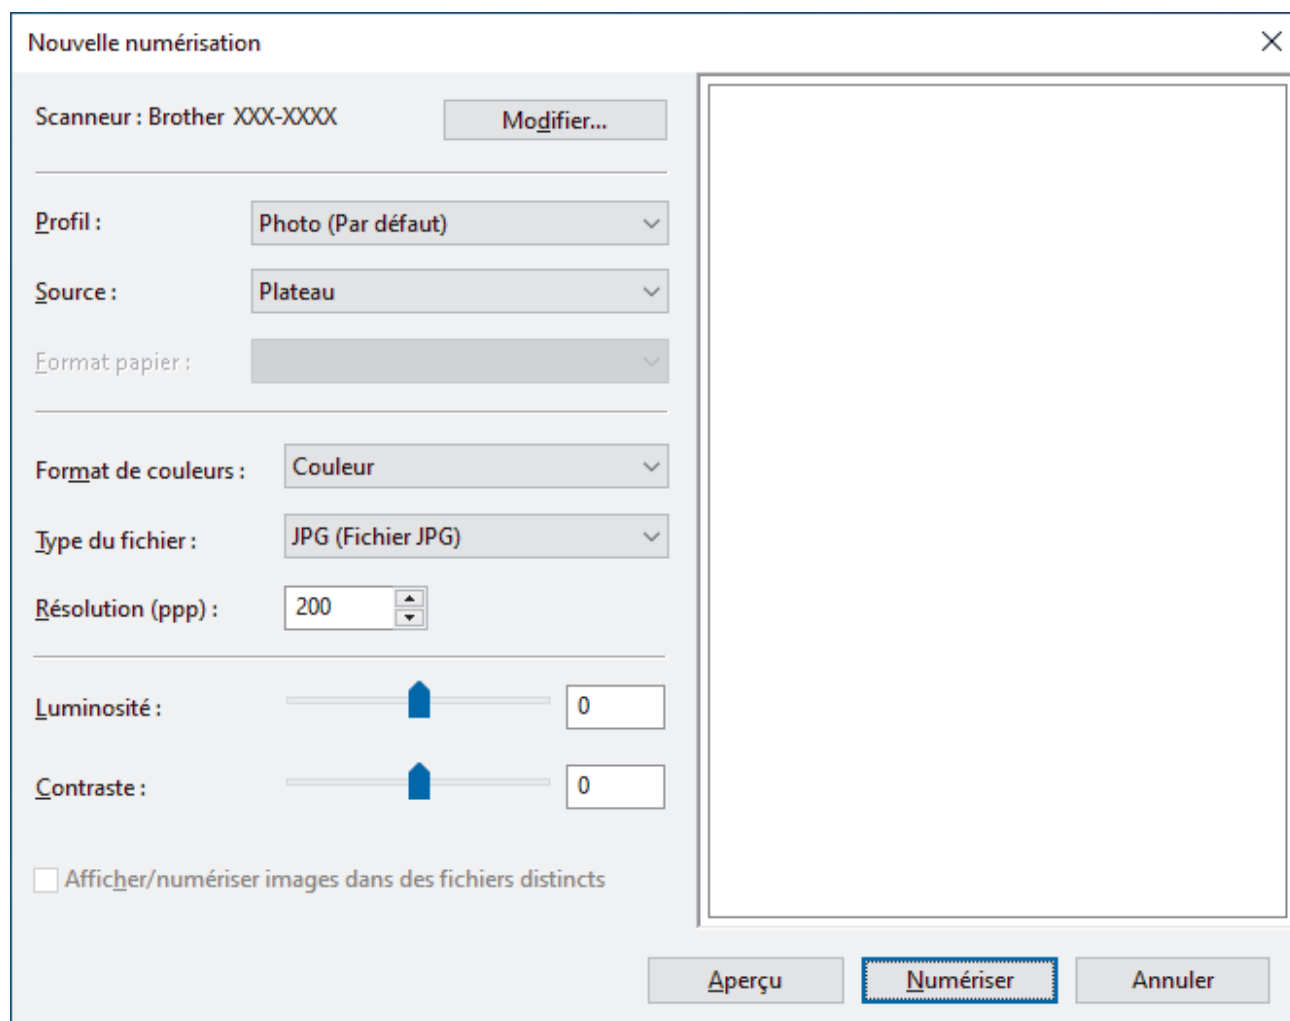 Nouvelle numérisation
Scanneur : Brother XXX-XXXX
Modifier...
Profil :
Photo (Par défaut)
Source :
Plateau
Format papier :
Format de couleurs :
Couleur
Type du fichier :
JPG (Fichier JPG)
Résolution (ppp) :
200
Luminosité :
0
Contraste :
0
Afficher/numériser images dans des fichiers distincts
Aperçu
Numériser
Annuler